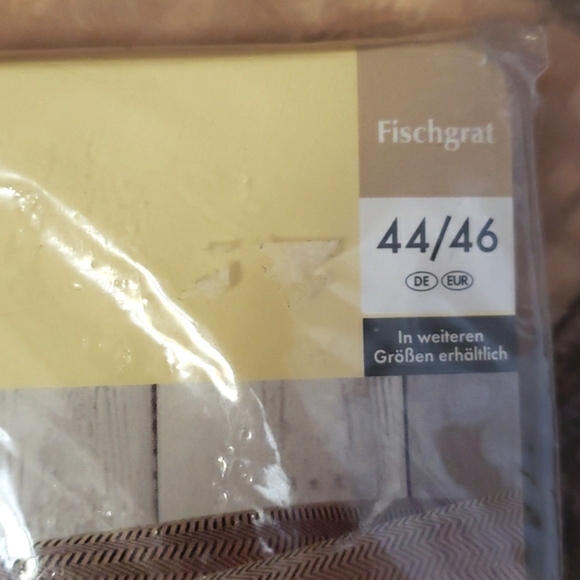 Fischgrat
44/46
DE EUR
In weiteren
Größen erhältlich